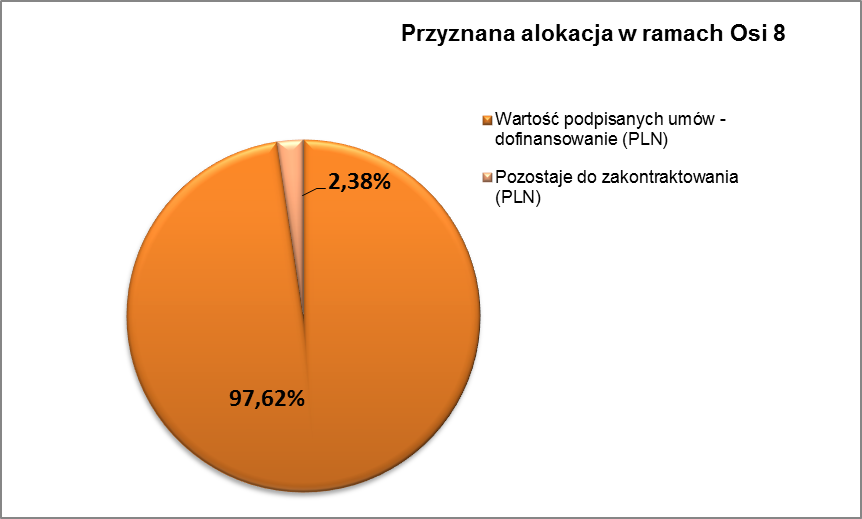 Przyznana alokacja w ramach Osi 8
Wartość podpisanych umów -
dofinansowanie (PLN)
Pozostaje do zakontraktowania
(PLN)
2,38%
97,62%